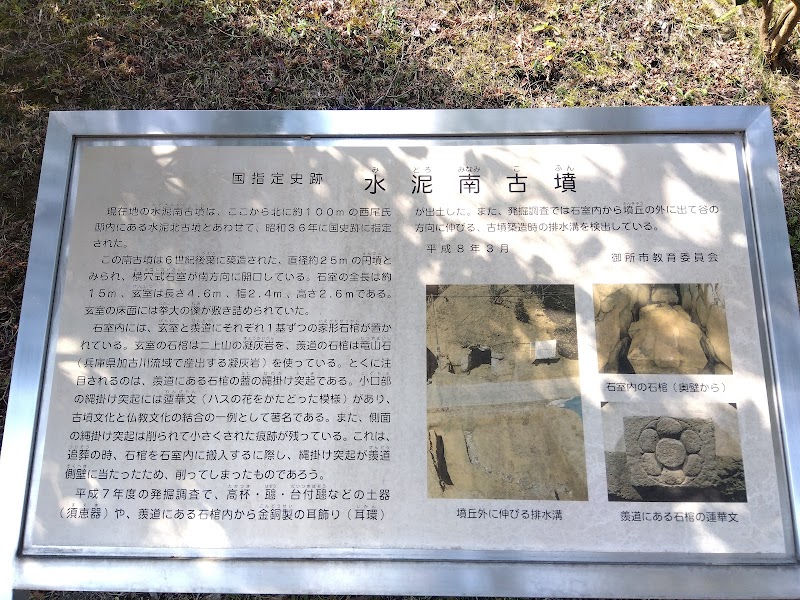 国指定史跡 水泥南古墳
みとろみなみこふん
現在地の水泥南古墳は、ここから北に約100mの西尾氏
邸内にある水泥北古墳とあわせて、昭和36年に国史跡に指定
された。
この南古墳は6世紀後葉に築造された、直径約25mの円墳と
みられ、横穴式石室が南方向に開口している。石室の全長は約
15m、玄室は長さ4.6m、幅2.4m、高さ2.6mである。
玄室の床面には拳大の礫が敷き詰められていた。
石室内には、玄室と羨道にそれぞれ1基ずつの家形石棺が置か
れている。玄室の石棺は二上山の凝灰岩を、羨道の石棺は竜山石
(兵庫県加古川流域で産出する凝灰岩)を使っている。とくに注
目されるのは、羨道にある石棺の蓋の縄掛け突起である。小口部
の縄掛け突起には蓮華文(ハスの花をかたどった模様)があり、
古墳文化と仏教文化の結合の一例として著名である。また、側面
の縄掛け突起は削られて小さくされた痕跡が残っている。これは、
追葬の時、石棺を石室内に搬入するに際し、縄掛け突起が羨道
側壁に当たったため、削ってしまったものであろう。
平成7年度の発掘調査で、高杯・𤭯・台付𤭯などの土器
(須恵器)や、羨道にある石棺内から金銅製の耳飾り(耳環)
が出土した。また、発掘調査では石室内から墳丘の外に出て谷の
方向に伸びる、古墳築造時の排水溝を検出している。
平成8年3月 御所市教育委員会
石室内の石棺(奥壁から)
墳丘外に伸びる排水溝
羨道にある石棺の蓮華文